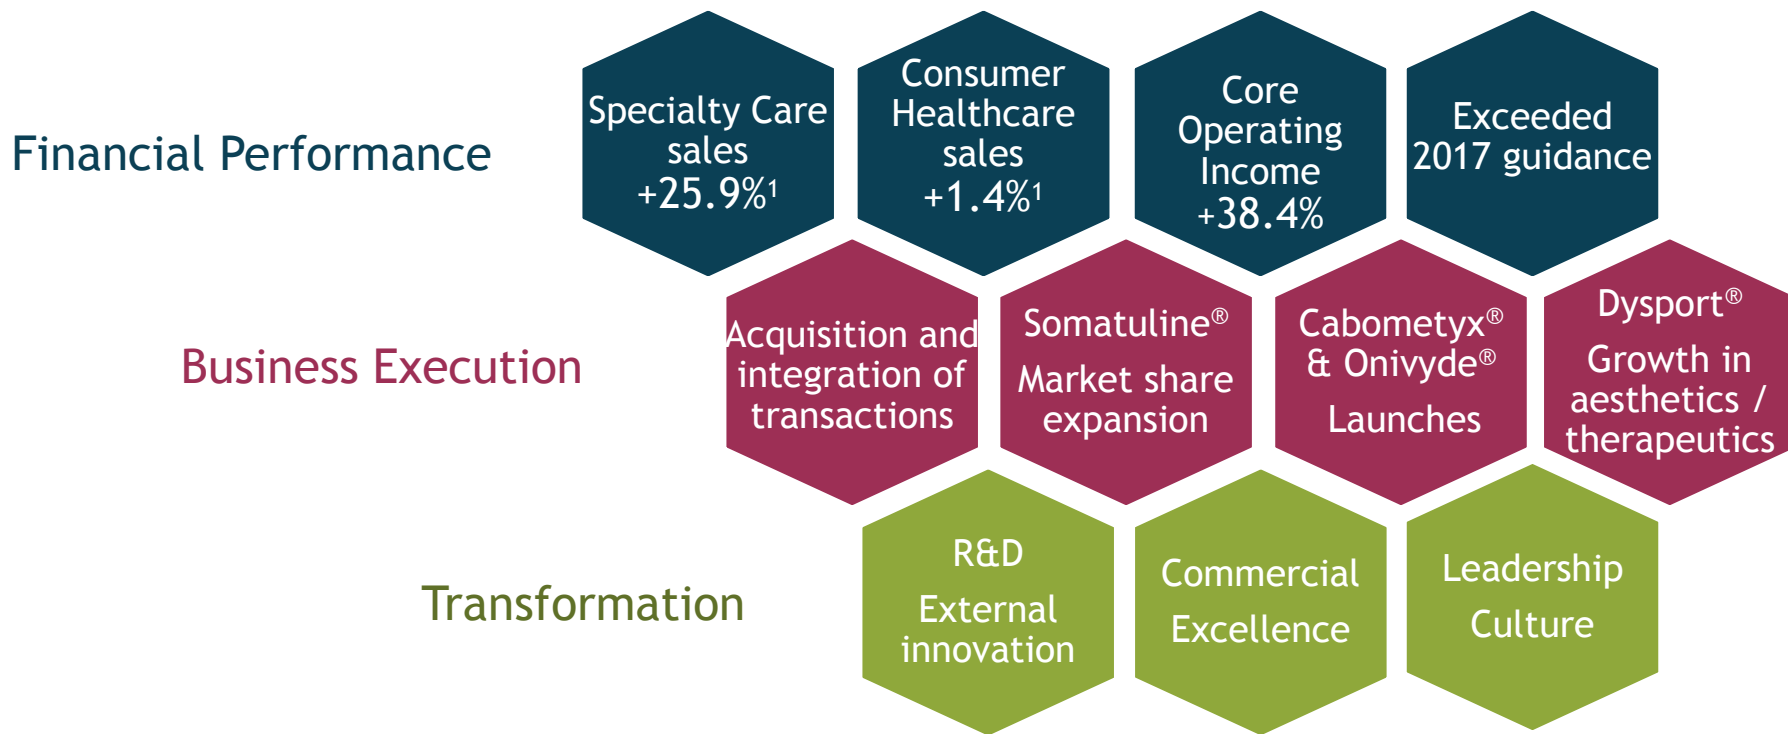 Financial Performance
Specialty Care
sales
+25.9%¹
Consumer
Healthcare
sales
+1.4%¹
Core
Operating
Income
+38.4%
Exceeded
2017 guidance
Business Execution
Acquisition and
integration of
transactions
Somatuline®
Market share
expansion
Cabometyx®
& Onivyde®
Launches
Dysport®
Growth in
aesthetics /
therapeutics
Transformation
R&D
External
innovation
Commercial
Excellence
Leadership
Culture